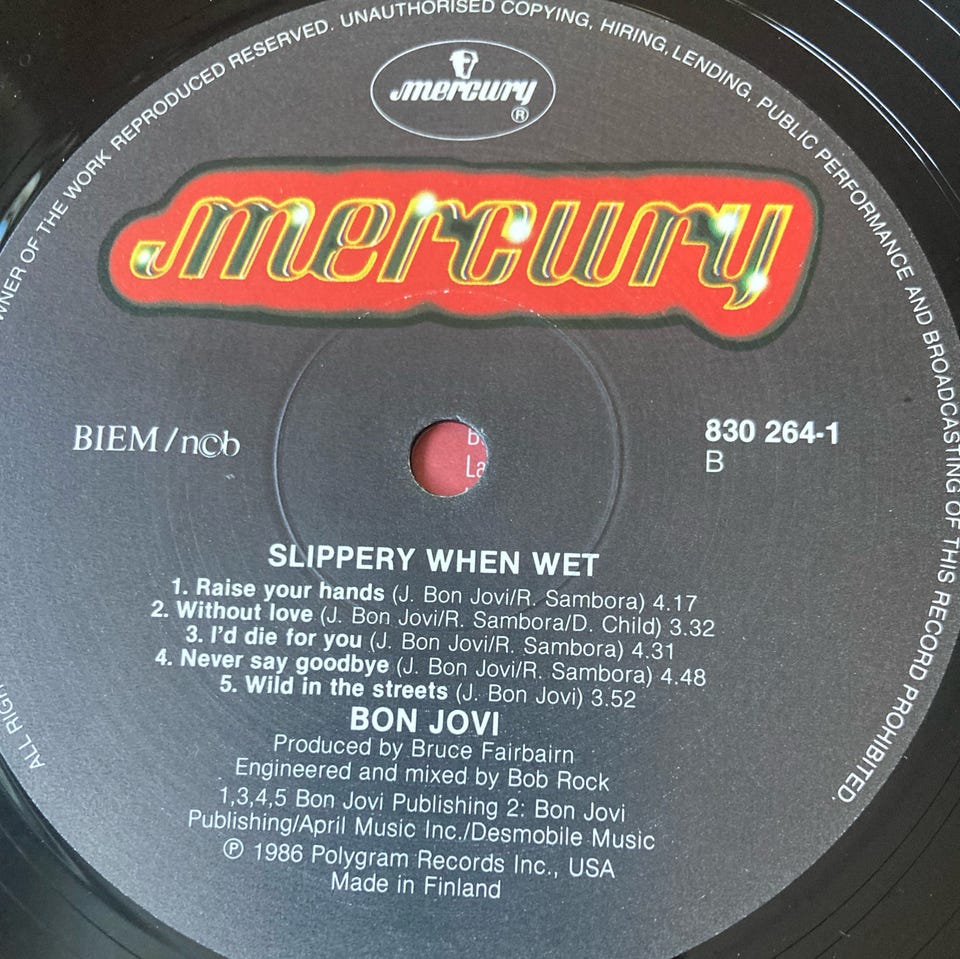 WNER OF THE WORK REPRODUCED RESERVED. UNAUTHORISED COPYING, HIRING, LENDING, PUBLIC PERFORMANCE AND BROADCASTING OF THIS RECORD PROHIBITED.
mercury
®
mercury
BIEM/n©b
830 264-1
B
B
La
SLIPPERY WHEN WET
1. Raise your hands (J. Bon Jovi/R. Sambora) 4.17
2. Without love (J. Bon Jovi/R. Sambora/D. Child) 3.32
3. I'd die for you (J. Bon Jovi/R. Sambora) 4.31
4. Never say goodbye (J. Bon Jovi/R. Sambora) 4.48
5. Wild in the streets (J. Bon Jovi) 3.52
BON JOVI
Produced by Bruce Fairbairn
Engineered and mixed by Bob Rock
1,3,4,5 Bon Jovi Publishing 2: Bon Jovi
Publishing/April Music Inc./Desmobile Music
℗ 1986 Polygram Records Inc., USA
Made in Finland
ALL RIGH